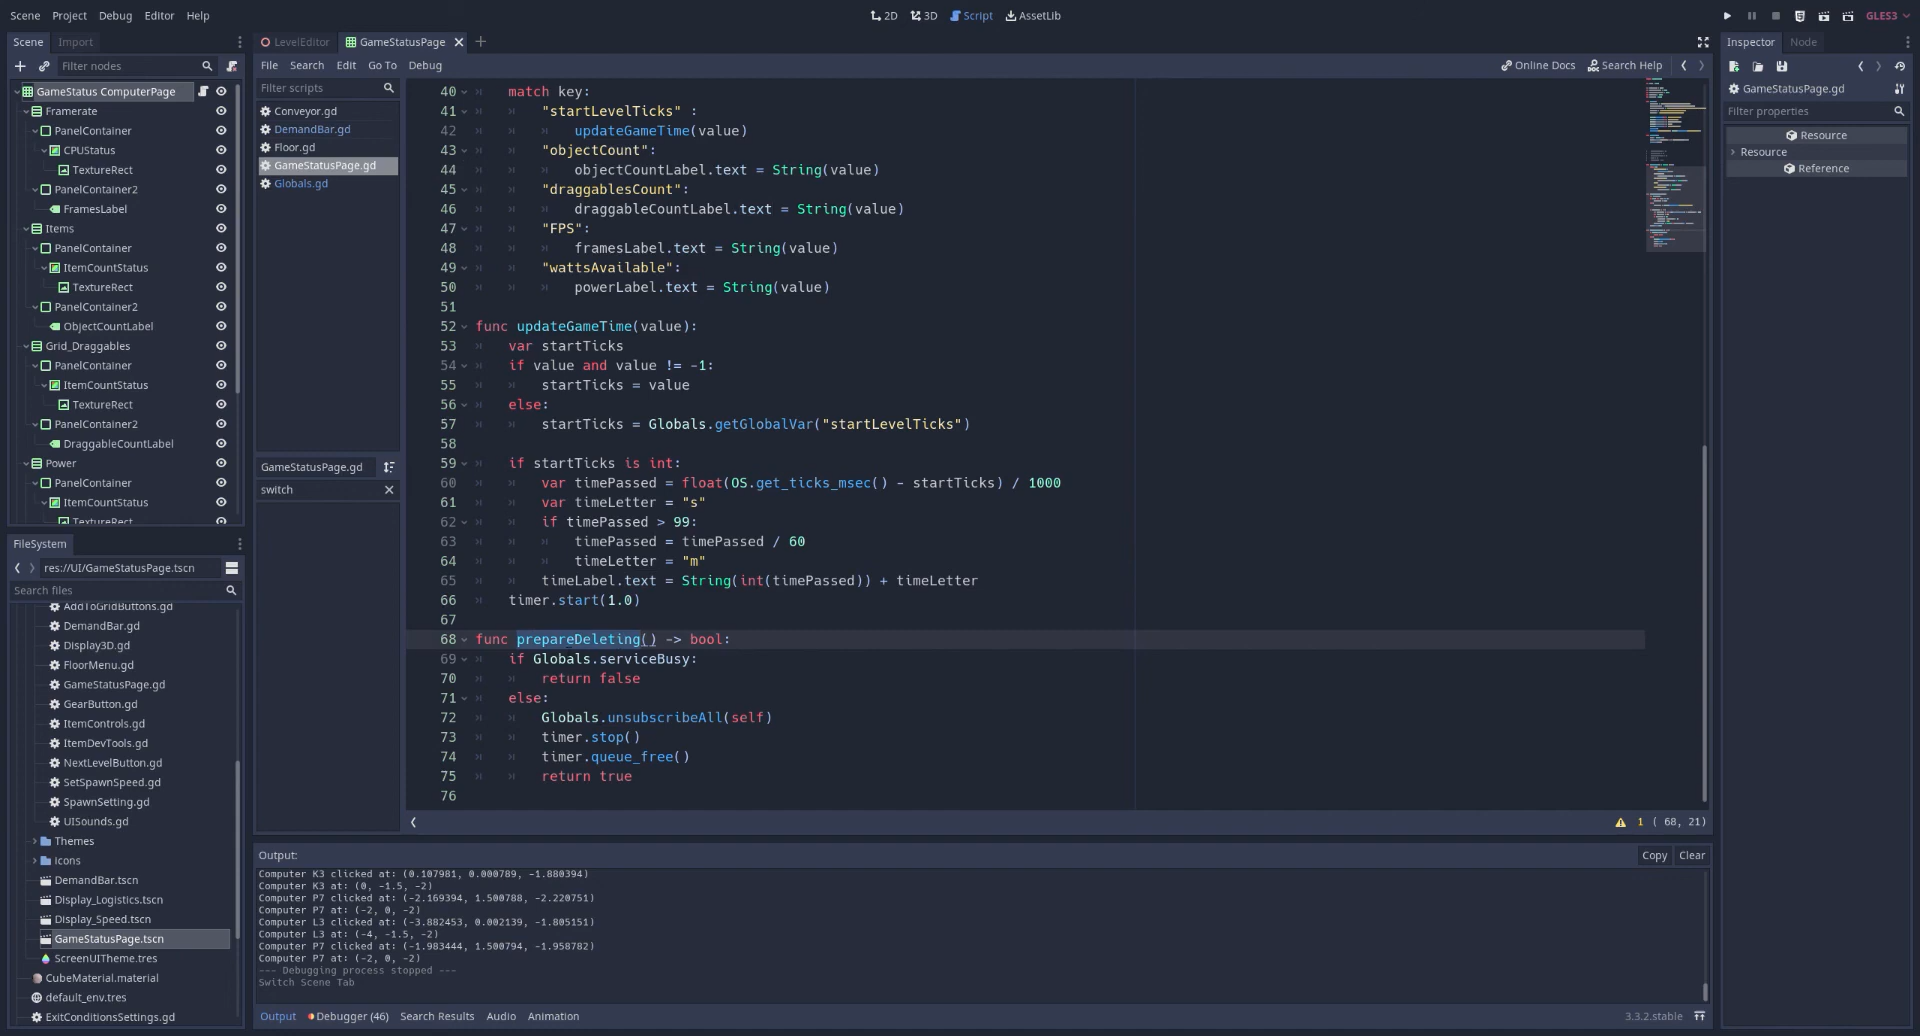 Scene Project Debug Editor Help
2D 3D Script AssetLib
GLES3
Scene Import
Filter nodes
GameStatus ComputerPage
Framerate
PanelContainer
CPUStatus
TextureRect
PanelContainer2
FramesLabel
Items
PanelContainer
ItemCountStatus
TextureRect
PanelContainer2
ObjectCountLabel
Grid_Draggables
PanelContainer
ItemCountStatus
TextureRect
PanelContainer2
DraggableCountLabel
Power
PanelContainer
ItemCountStatus
TextureRect
FileSystem
res://UI/GameStatusPage.tscn
Search files
AddToGridButtons.gd
DemandBar.gd
Display3D.gd
FloorMenu.gd
GameStatusPage.gd
GearButton.gd
ItemControls.gd
ItemDevTools.gd
NextLevelButton.gd
SetSpawnSpeed.gd
SpawnSetting.gd
UISounds.gd
Themes
icons
DemandBar.tscn
Display_Logistics.tscn
Display_Speed.tscn
GameStatusPage.tscn
ScreenUITheme.tres
CubeMaterial.material
default_env.tres
ExitConditionsSettings.gd
LevelEditor GameStatusPage
File Search Edit Go To Debug
Online Docs Search Help
Filter scripts
Conveyor.gd
DemandBar.gd
Floor.gd
GameStatusPage.gd
Globals.gd
GameStatusPage.gd
switch
40 match key:
41 "startLevelTicks" :
42 updateGameTime(value)
43 "objectCount":
44 objectCountLabel.text = String(value)
45 "draggablesCount":
46 draggableCountLabel.text = String(value)
47 "FPS":
48 framesLabel.text = String(value)
49 "wattsAvailable":
50 powerLabel.text = String(value)
51
52 func updateGameTime(value):
53 var startTicks
54 if value and value != -1:
55 startTicks = value
56 else:
57 startTicks = Globals.getGlobalVar("startLevelTicks")
58
59 if startTicks is int:
60 var timePassed = float(OS.get_ticks_msec() - startTicks) / 1000
61 var timeLetter = "s"
62 if timePassed > 99:
63 timePassed = timePassed / 60
64 timeLetter = "m"
65 timeLabel.text = String(int(timePassed)) + timeLetter
66 timer.start(1.0)
67
68 func prepareDeleting() -> bool:
69 if Globals.serviceBusy:
70 return false
71 else:
72 Globals.unsubscribeAll(self)
73 timer.stop()
74 timer.queue_free()
75 return true
76
1 ( 68, 21)
Output:
Copy Clear
Computer K3 clicked at: (0.107981, 0.000789, -1.880394)
Computer K3 at: (0, -1.5, -2)
Computer P7 clicked at: (-2.169394, 1.500788, -2.220751)
Computer P7 at: (-2, 0, -2)
Computer L3 clicked at: (-3.882453, 0.002139, -1.805151)
Computer L3 at: (-4, -1.5, -2)
Computer P7 clicked at: (-1.983444, 1.500794, -1.958782)
Computer P7 at: (-2, 0, -2)
--- Debugging process stopped ---
Switch Scene Tab
Output Debugger (46) Search Results Audio Animation
3.3.2.stable
Inspector Node
GameStatusPage.gd
Filter properties
Resource
Resource
Reference